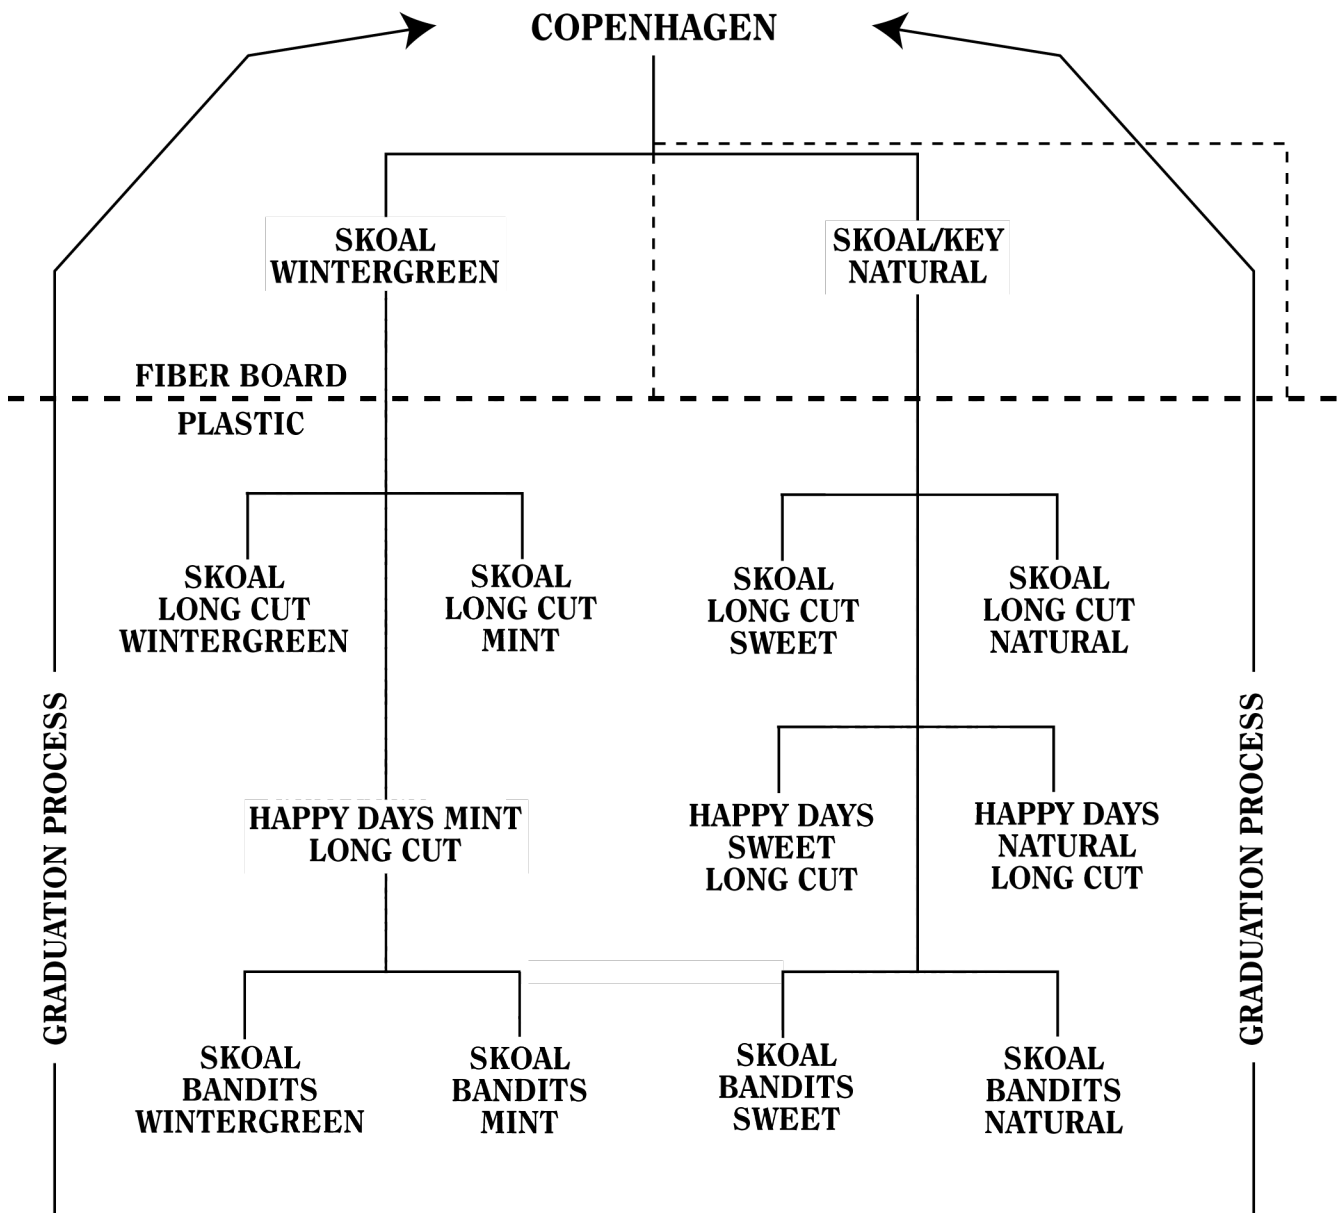 COPENHAGEN
SKOAL
WINTERGREEN
SKOAL/KEY
NATURAL
FIBER BOARD
PLASTIC
SKOAL
LONG CUT
WINTERGREEN
SKOAL
LONG CUT
MINT
SKOAL
LONG CUT
SWEET
SKOAL
LONG CUT
NATURAL
GRADUATION PROCESS
HAPPY DAYS MINT
LONG CUT
HAPPY DAYS
SWEET
LONG CUT
HAPPY DAYS
NATURAL
LONG CUT
GRADUATION PROCESS
SKOAL
BANDITS
WINTERGREEN
SKOAL
BANDITS
MINT
SKOAL
BANDITS
SWEET
SKOAL
BANDITS
NATURAL